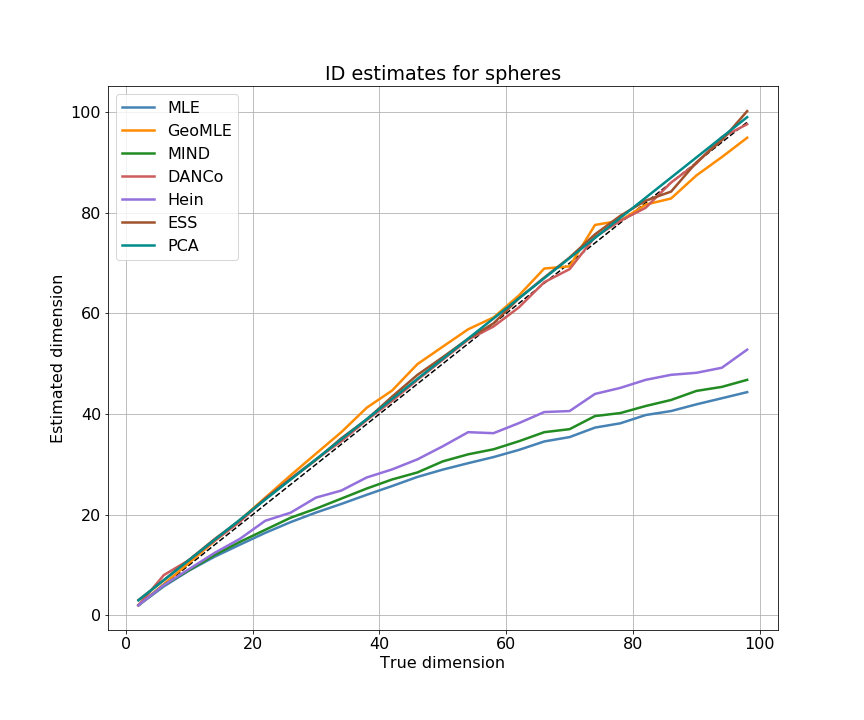 ID estimates for spheres
MLE
GeoMLE
MIND
DANCo
Hein
ESS
PCA
Estimated dimension
100
80
60
40
20
0
0 20 40 60 80 100
True dimension